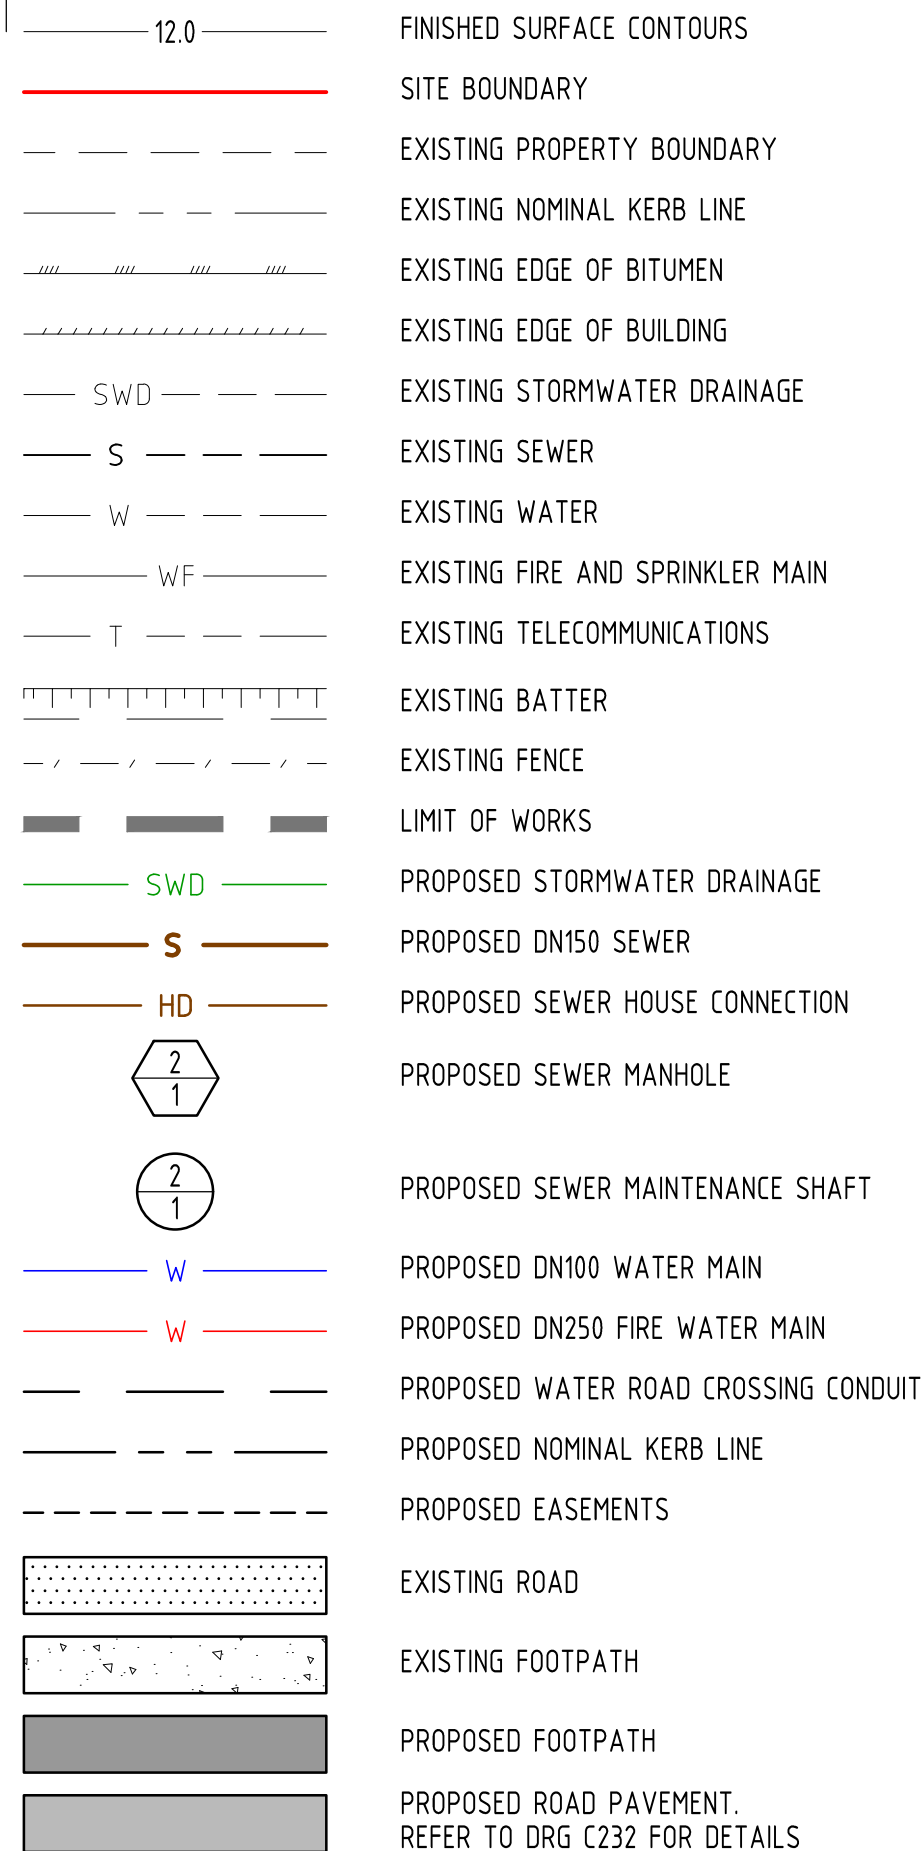 12.0 FINISHED SURFACE CONTOURS
SITE BOUNDARY
EXISTING PROPERTY BOUNDARY
EXISTING NOMINAL KERB LINE
EXISTING EDGE OF BITUMEN
EXISTING EDGE OF BUILDING
SWD EXISTING STORMWATER DRAINAGE
S EXISTING SEWER
W EXISTING WATER
WF EXISTING FIRE AND SPRINKLER MAIN
T EXISTING TELECOMMUNICATIONS
EXISTING BATTER
EXISTING FENCE
LIMIT OF WORKS
SWD PROPOSED STORMWATER DRAINAGE
S PROPOSED DN150 SEWER
HD PROPOSED SEWER HOUSE CONNECTION
2
1
PROPOSED SEWER MANHOLE
2
1
PROPOSED SEWER MAINTENANCE SHAFT
W PROPOSED DN100 WATER MAIN
W PROPOSED DN250 FIRE WATER MAIN
PROPOSED WATER ROAD CROSSING CONDUIT
PROPOSED NOMINAL KERB LINE
PROPOSED EASEMENTS
EXISTING ROAD
EXISTING FOOTPATH
PROPOSED FOOTPATH
PROPOSED ROAD PAVEMENT.
REFER TO DRG C232 FOR DETAILS